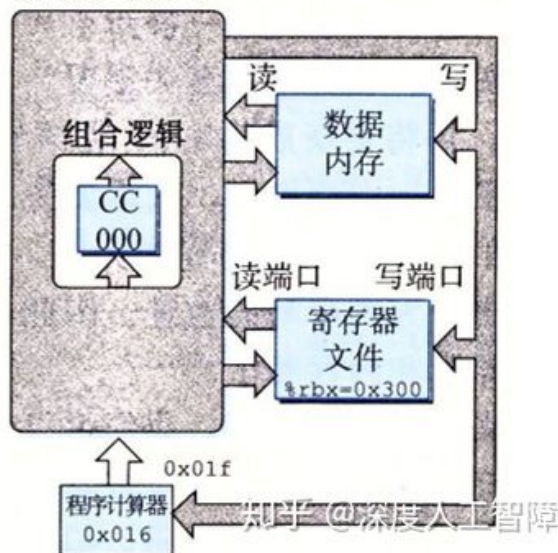 读
写
组合逻辑
数据
内存
CC
000
读端口
写端口
寄存器
文件
%rbx=0x300
0x01f
程序计算器
0x016
知乎 @深度人工智障